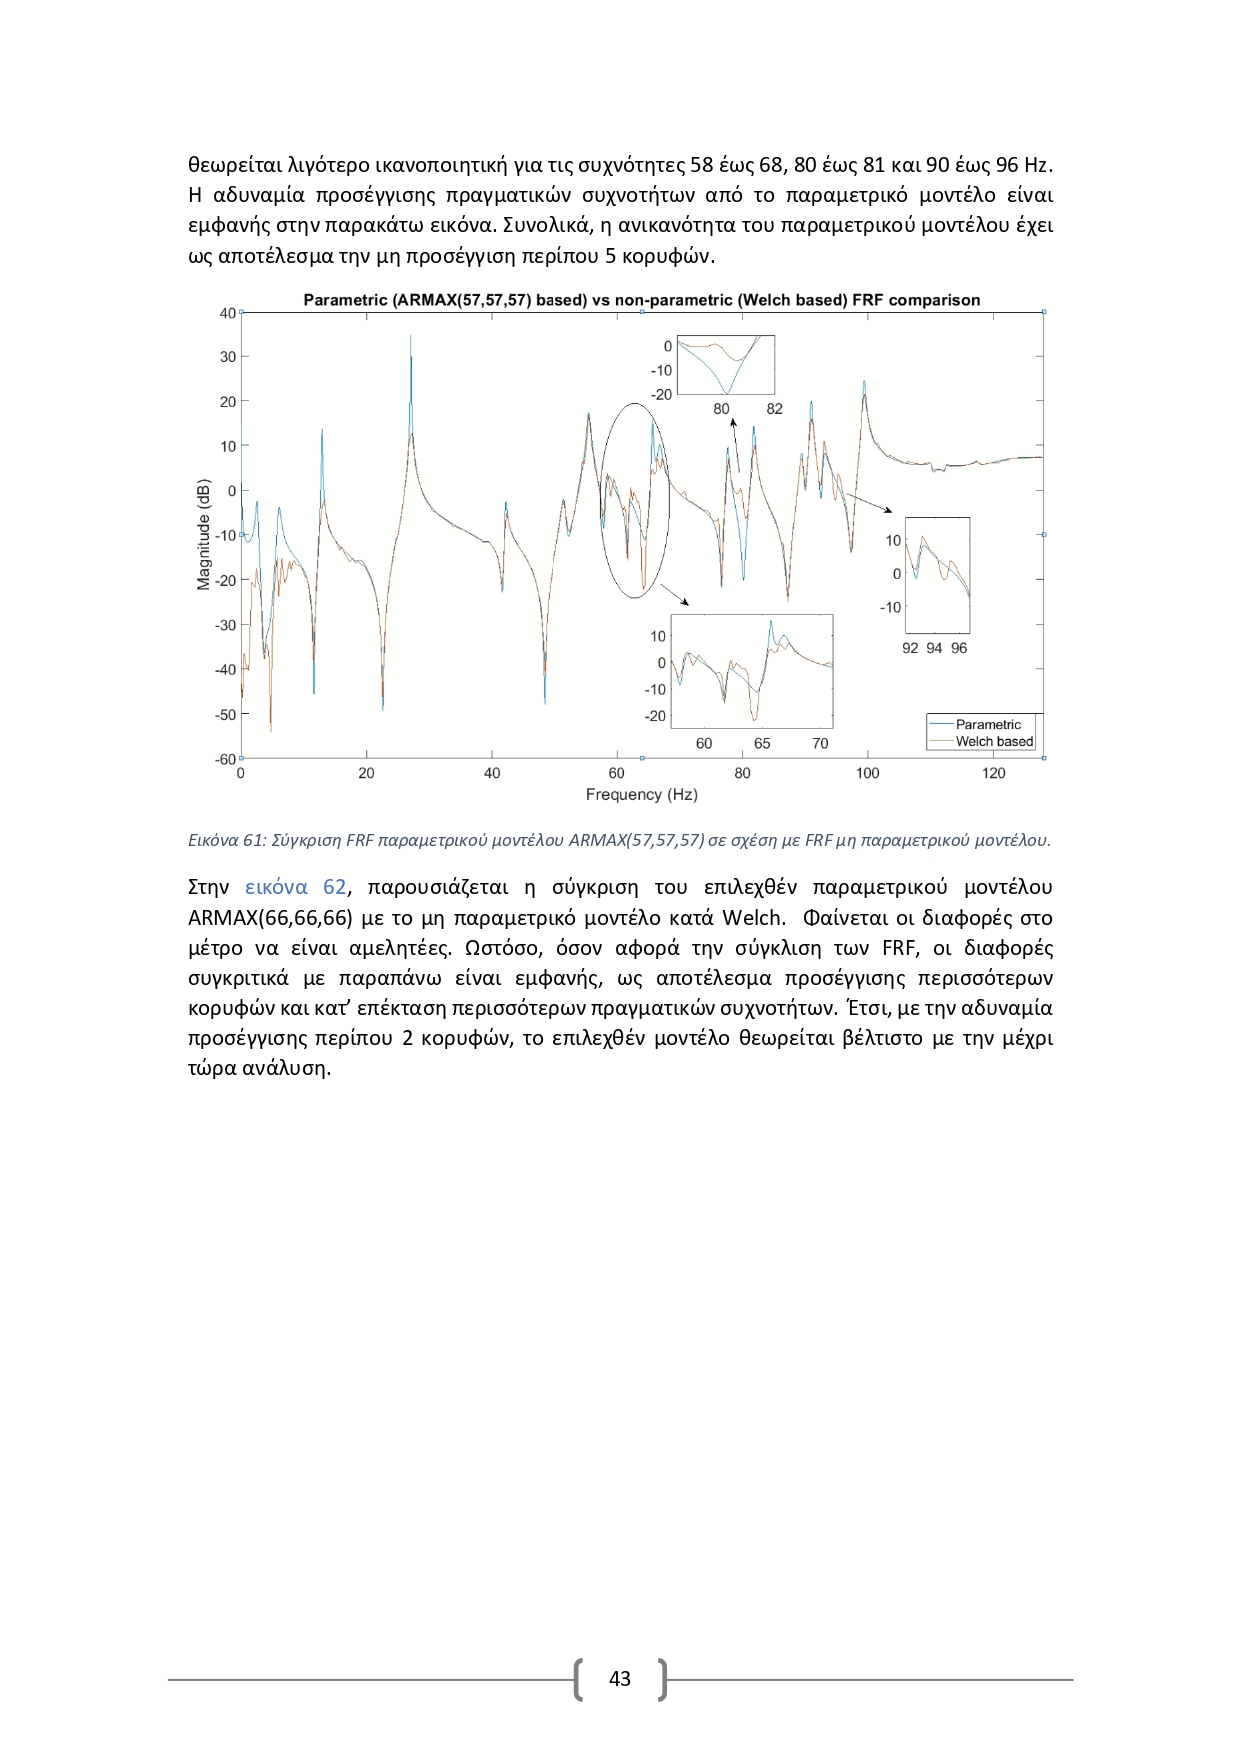 θεωρείται λιγότερο ικανοποιητική για τις συχνότητες 58 έως 68, 80 έως 81 και 90 έως 96 Hz.
Η αδυναμία προσέγγισης πραγματικών συχνοτήτων από το παραμετρικό μοντέλο είναι
εμφανής στην παρακάτω εικόνα. Συνολικά, η ανικανότητα του παραμετρικού μοντέλου έχει
ως αποτέλεσμα την μη προσέγγιση περίπου 5 κορυφών.
Parametric (ARMAX(57,57,57) based) vs non-parametric (Welch based) FRF comparison
40
30
20
10
0
-10
-20
-30
-40
-50
-60
Magnitude (dB)
0
-10
-20
80 82
10
0
-10
92 94 96
10
0
-10
-20
60 65 70
Parametric
Welch based
0 20 40 60 80 100 120
Frequency (Hz)
Εικόνα 61: Σύγκριση FRF παραμετρικού μοντέλου ARMAX(57,57,57) σε σχέση με FRF μη παραμετρικού μοντέλου.
Στην εικόνα 62, παρουσιάζεται η σύγκριση του επιλεχθέν παραμετρικού μοντέλου
ARMAX(66,66,66) με το μη παραμετρικό μοντέλο κατά Welch. Φαίνεται οι διαφορές στο
μέτρο να είναι αμελητέες. Ωστόσο, όσον αφορά την σύγκλιση των FRF, οι διαφορές
συγκριτικά με παραπάνω είναι εμφανής, ως αποτέλεσμα προσέγγισης περισσότερων
κορυφών και κατ’ επέκταση περισσότερων πραγματικών συχνοτήτων. Έτσι, με την αδυναμία
προσέγγισης περίπου 2 κορυφών, το επιλεχθέν μοντέλο θεωρείται βέλτιστο με την μέχρι
τώρα ανάλυση.
43